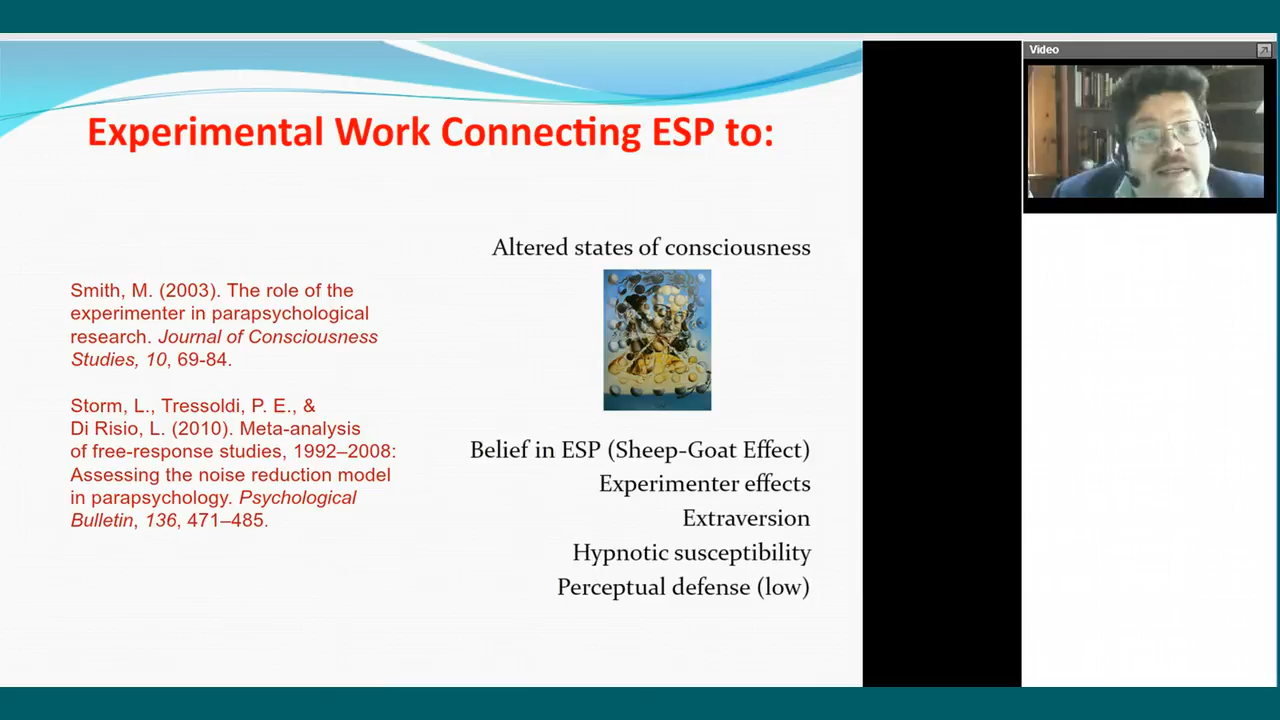 Experimental Work Connecting ESP to:
Smith, M. (2003). The role of the
experimenter in parapsychological
research. Journal of Consciousness
Studies, 10, 69-84.
Storm, L., Tressoldi, P. E., &
Di Risio, L. (2010). Meta-analysis
of free-response studies, 1992–2008:
Assessing the noise reduction model
in parapsychology. Psychological
Bulletin, 136, 471–485.
Altered states of consciousness
Belief in ESP (Sheep-Goat Effect)
Experimenter effects
Extraversion
Hypnotic susceptibility
Perceptual defense (low)
Video